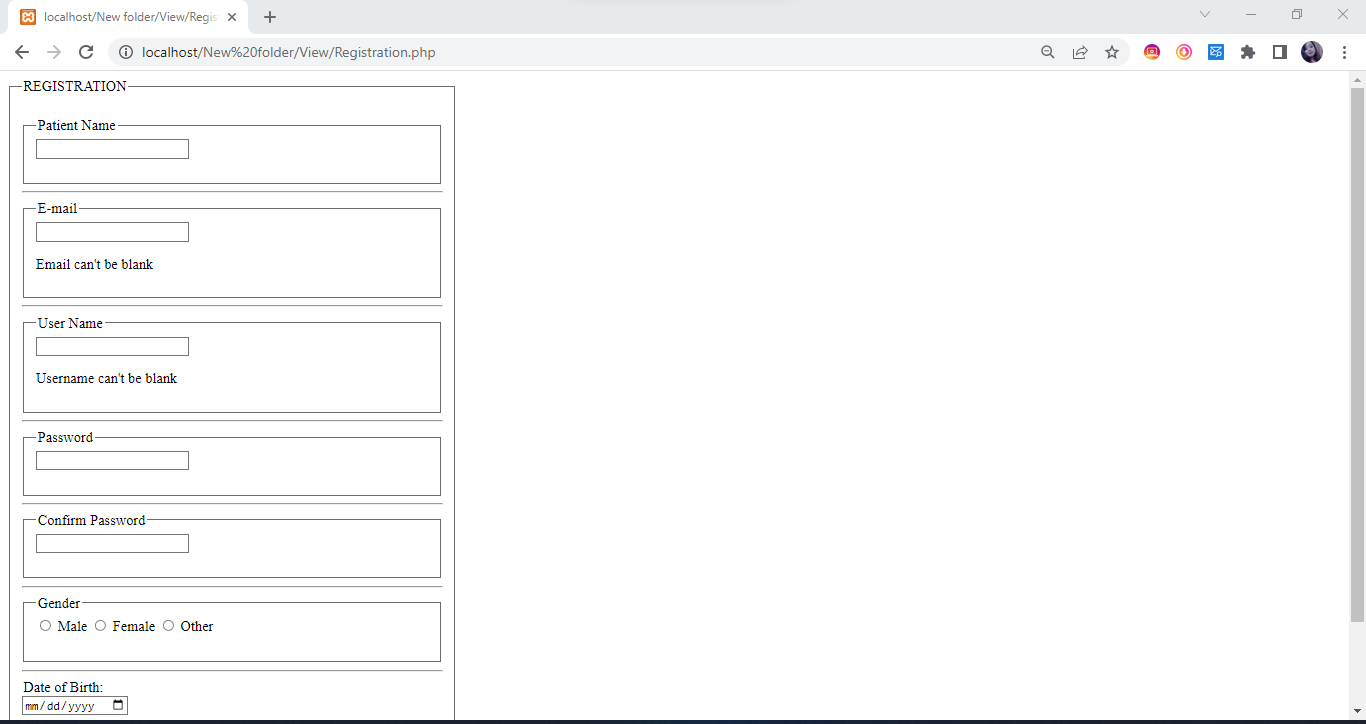 localhost/New folder/View/Regis
localhost/New%20folder/View/Registration.php
REGISTRATION
Patient Name
E-mail
Email can't be blank
User Name
Username can't be blank
Password
Confirm Password
Gender
Male Female Other
Date of Birth:
mm/dd/yyyy